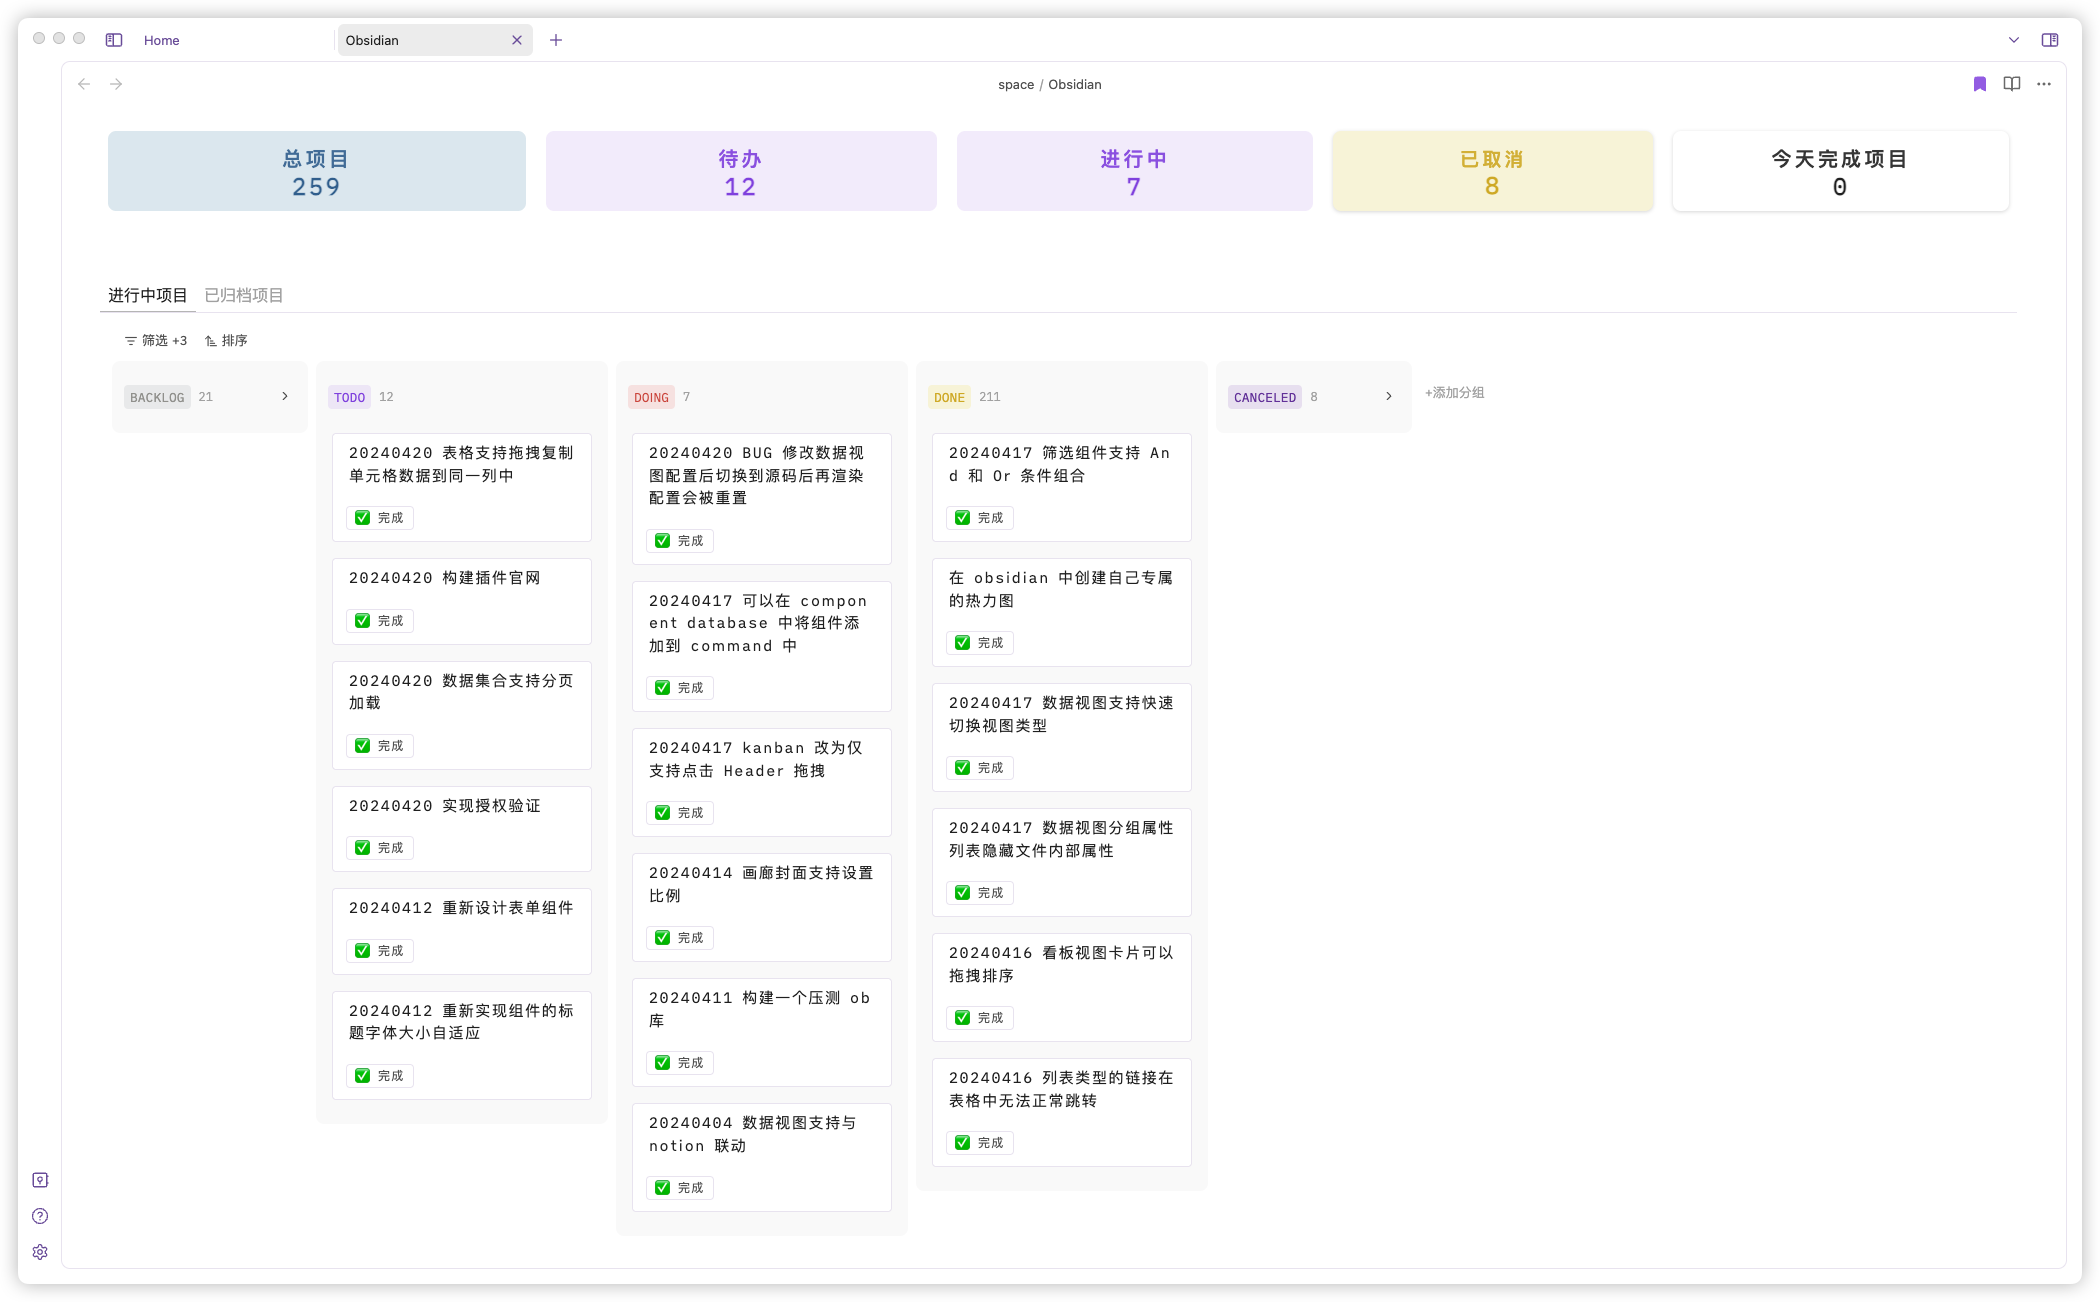 Home
Obsidian
space / Obsidian
总项目
259
待办
12
进行中
7
已取消
8
今天完成项目
0
进行中项目
已归档项目
筛选 +3
排序
BACKLOG 21
TODO 12
20240420 表格支持拖拽复制
单元格数据到同一列中
完成
20240420 构建插件官网
完成
20240420 数据集合支持分页
加载
完成
20240420 实现授权验证
完成
20240412 重新设计表单组件
完成
20240412 重新实现组件的标
题字体大小自适应
完成
DOING 7
20240420 BUG 修改数据视
图配置后切换到源码后再渲染
配置会被重置
完成
20240417 可以在 compon
ent database 中将组件添
加到 command 中
完成
20240417 kanban 改为仅
支持点击 Header 拖拽
完成
20240414 画廊封面支持设置
比例
完成
20240411 构建一个压测 ob
库
完成
20240404 数据视图支持与
notion 联动
完成
DONE 211
20240417 筛选组件支持 An
d 和 Or 条件组合
完成
在 obsidian 中创建自己专属
的热力图
完成
20240417 数据视图支持快速
切换视图类型
完成
20240417 数据视图分组属性
列表隐藏文件内部属性
完成
20240416 看板视图卡片可以
拖拽排序
完成
20240416 列表类型的链接在
表格中无法正常跳转
完成
CANCELED 8
+添加分组